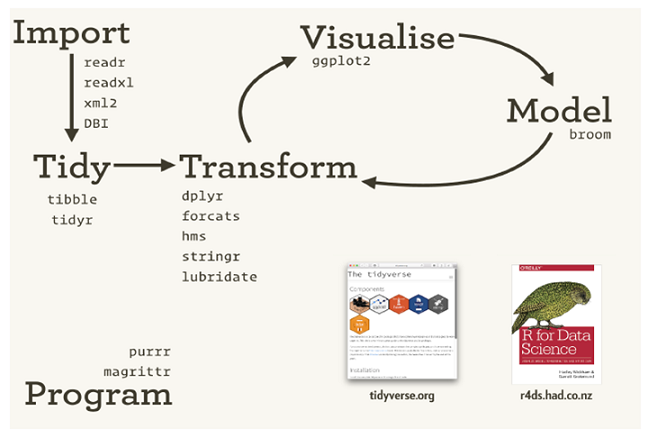 Import
readr
readxl
xml2
DBI
Visualise
ggplot2
Model
broom
Tidy
tibble
tidyr
Transform
dplyr
forcats
hms
stringr
lubridate
purrr
magrittr
Program
The tidyverse
Components
Installation
tidyverse.org
O'REILLY
R for Data
Science
r4ds.had.co.nz